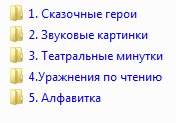 1. Сказочные герои
2. Звуковые картинки
3. Театральные минутки
4.Уражнения по чтению
5. Алфавитка